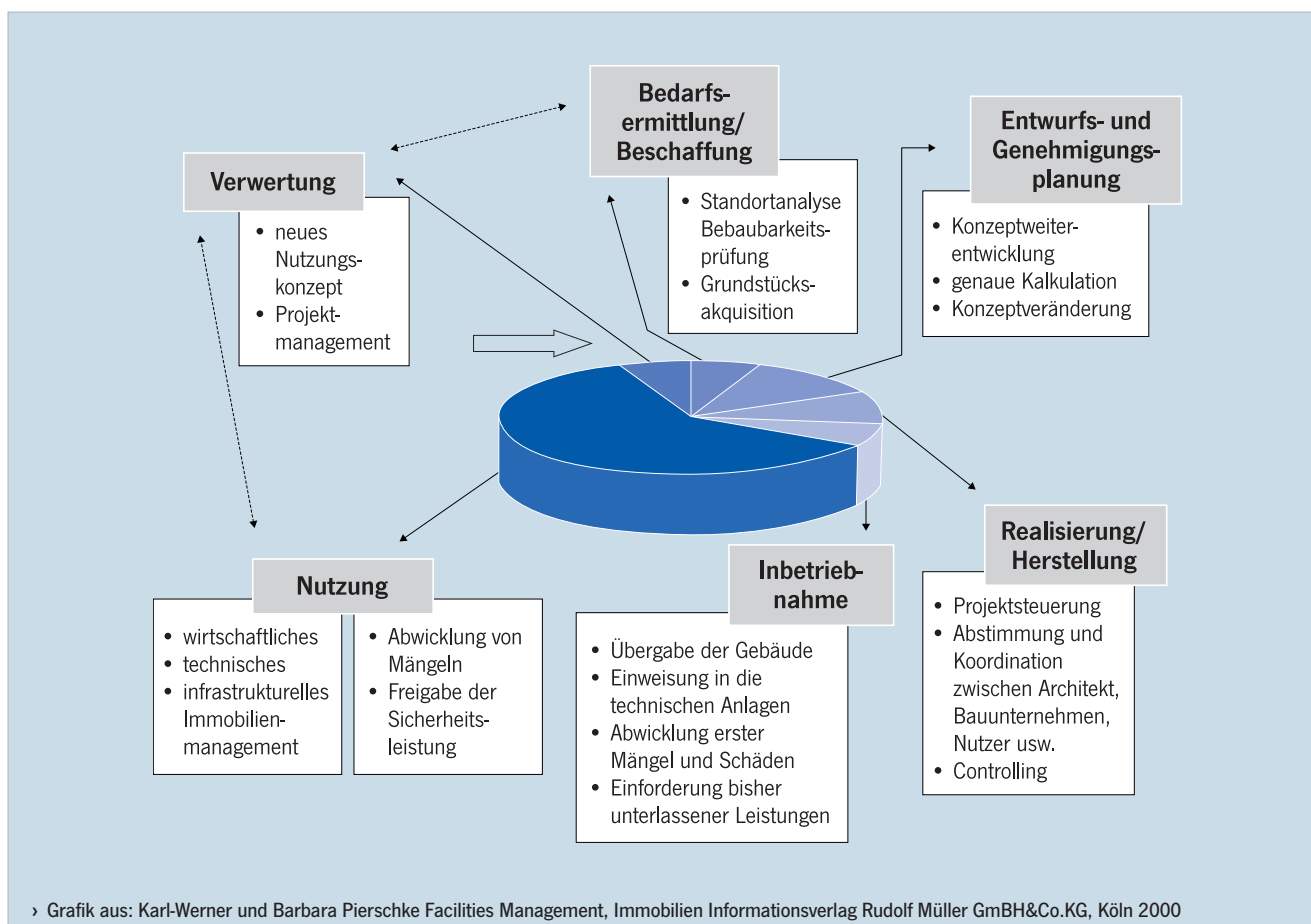 Verwertung
• neues
Nutzungs-
konzept
• Projekt-
management
Bedarfs-
ermittlung/
Beschaffung
• Standortanalyse
Bebaubarkeits-
prüfung
• Grundstücks-
akquisition
Entwurfs- und
Genehmigungs-
planung
• Konzeptweiter-
entwicklung
• genaue Kalkulation
• Konzeptveränderung
Realisierung/
Herstellung
• Projektsteuerung
• Abstimmung und
Koordination
zwischen Architekt,
Bauunternehmen,
Nutzer usw.
• Controlling
Inbetrieb-
nahme
• Übergabe der Gebäude
• Einweisung in die
technischen Anlagen
• Abwicklung erster
Mängel und Schäden
• Einforderung bisher
unterlassener Leistungen
Nutzung
• wirtschaftliches
• technisches
• infrastrukturelles
Immobilien-
management
• Abwicklung von
Mängeln
• Freigabe der
Sicherheits-
leistung
› Grafik aus: Karl-Werner und Barbara Pierschke Facilities Management, Immobilien Informationsverlag Rudolf Müller GmBH&Co.KG, Köln 2000